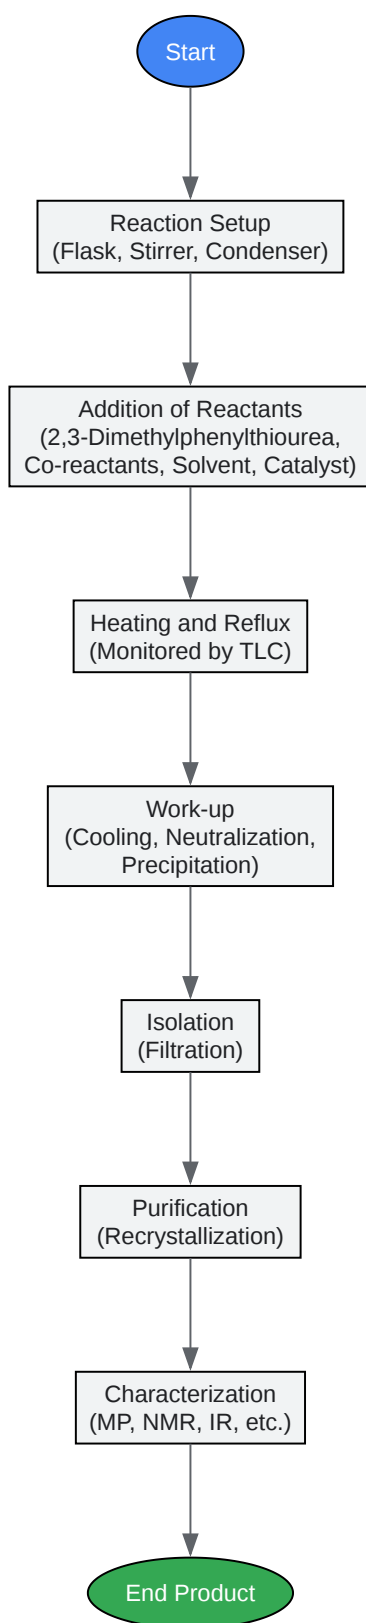 Start
Reaction Setup
(Flask, Stirrer, Condenser)
Addition of Reactants
(2,3-Dimethylphenylthiourea,
Co-reactants, Solvent, Catalyst)
Heating and Reflux
(Monitored by TLC)
Work-up
(Cooling, Neutralization,
Precipitation)
Isolation
(Filtration)
Purification
(Recrystallization)
Characterization
(MP, NMR, IR, etc.)
End Product